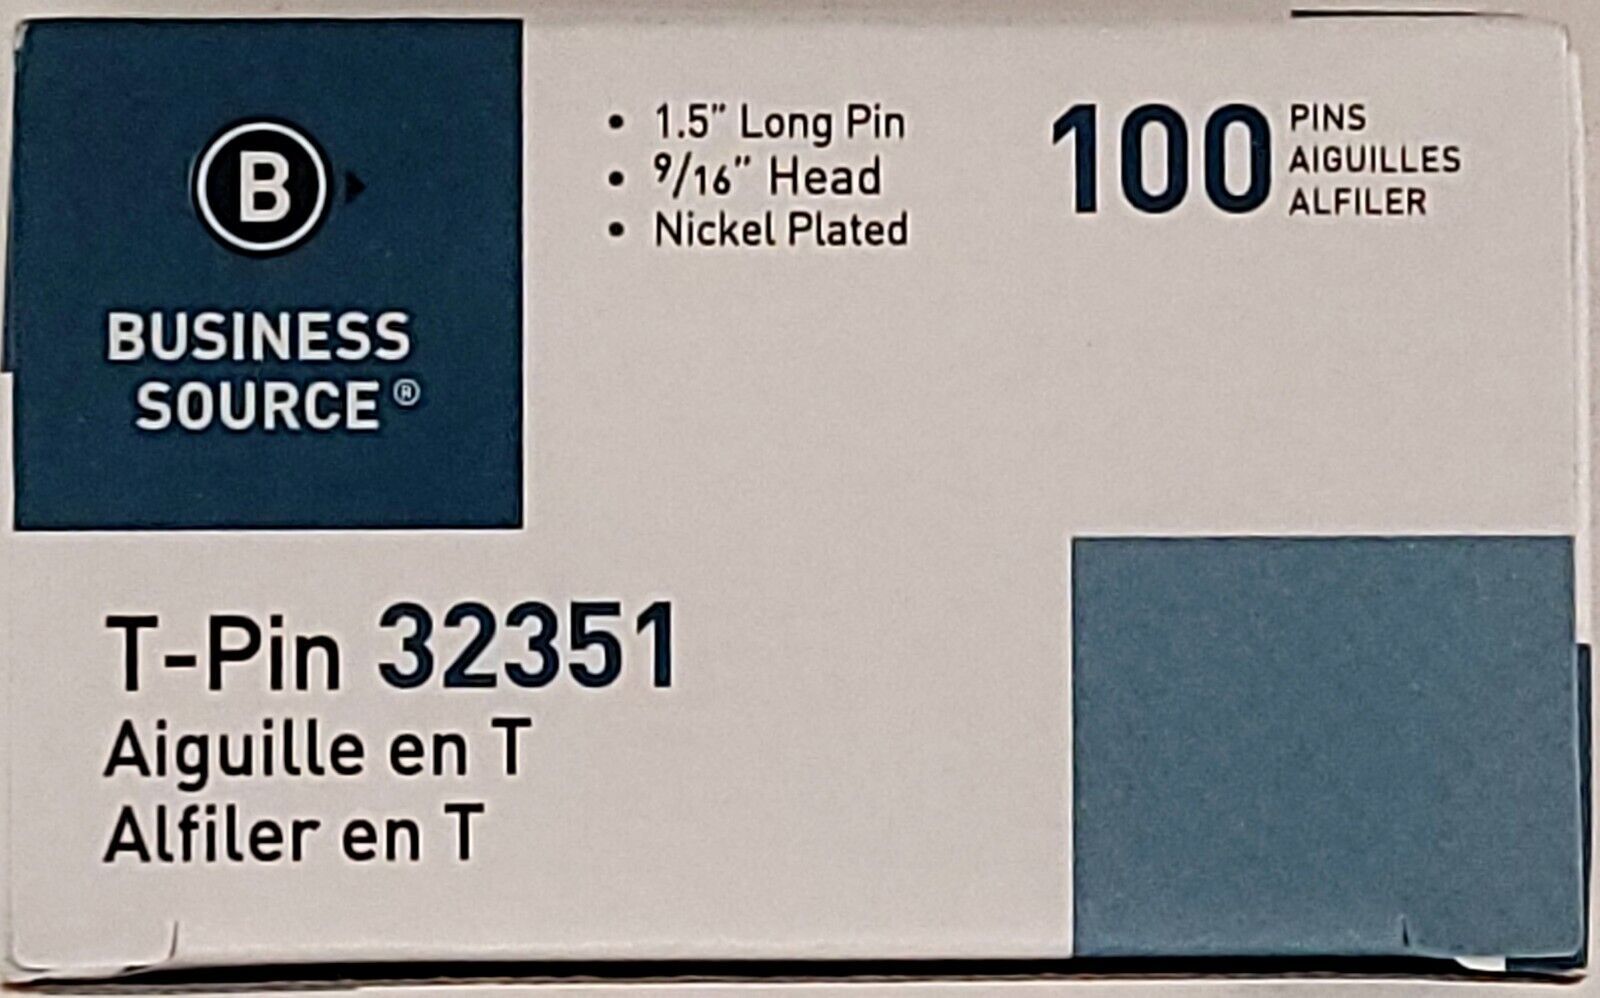 B
BUSINESS
SOURCE®
• 1.5" Long Pin
• 9/16" Head
• Nickel Plated
100
PINS
AIGUILLES
ALFILER
T-Pin 32351
Aiguille en T
Alfiler en T